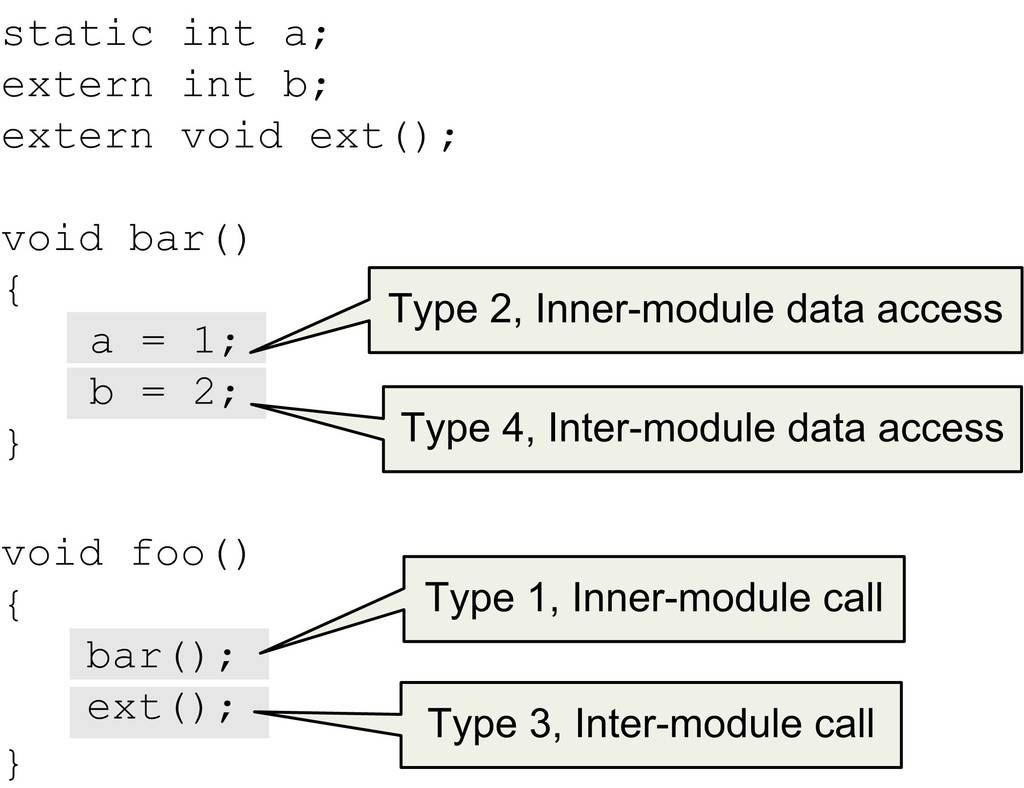 static int a;
extern int b;
extern void ext();
void bar()
{
a = 1;
Type 2, Inner-module data access
b = 2;
Type 4, Inter-module data access
}
void foo()
{
bar();
Type 1, Inner-module call
ext();
Type 3, Inter-module call
}